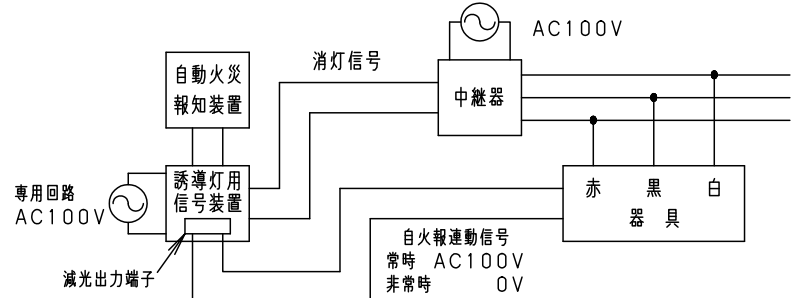 AC100V
消灯信号
自動火災
報知装置
中継器
誘導灯用
信号装置
専用回路
AC100V
赤 黒 白
器具
自火報連動信号
常時 AC100V
非常時 0V
減光出力端子